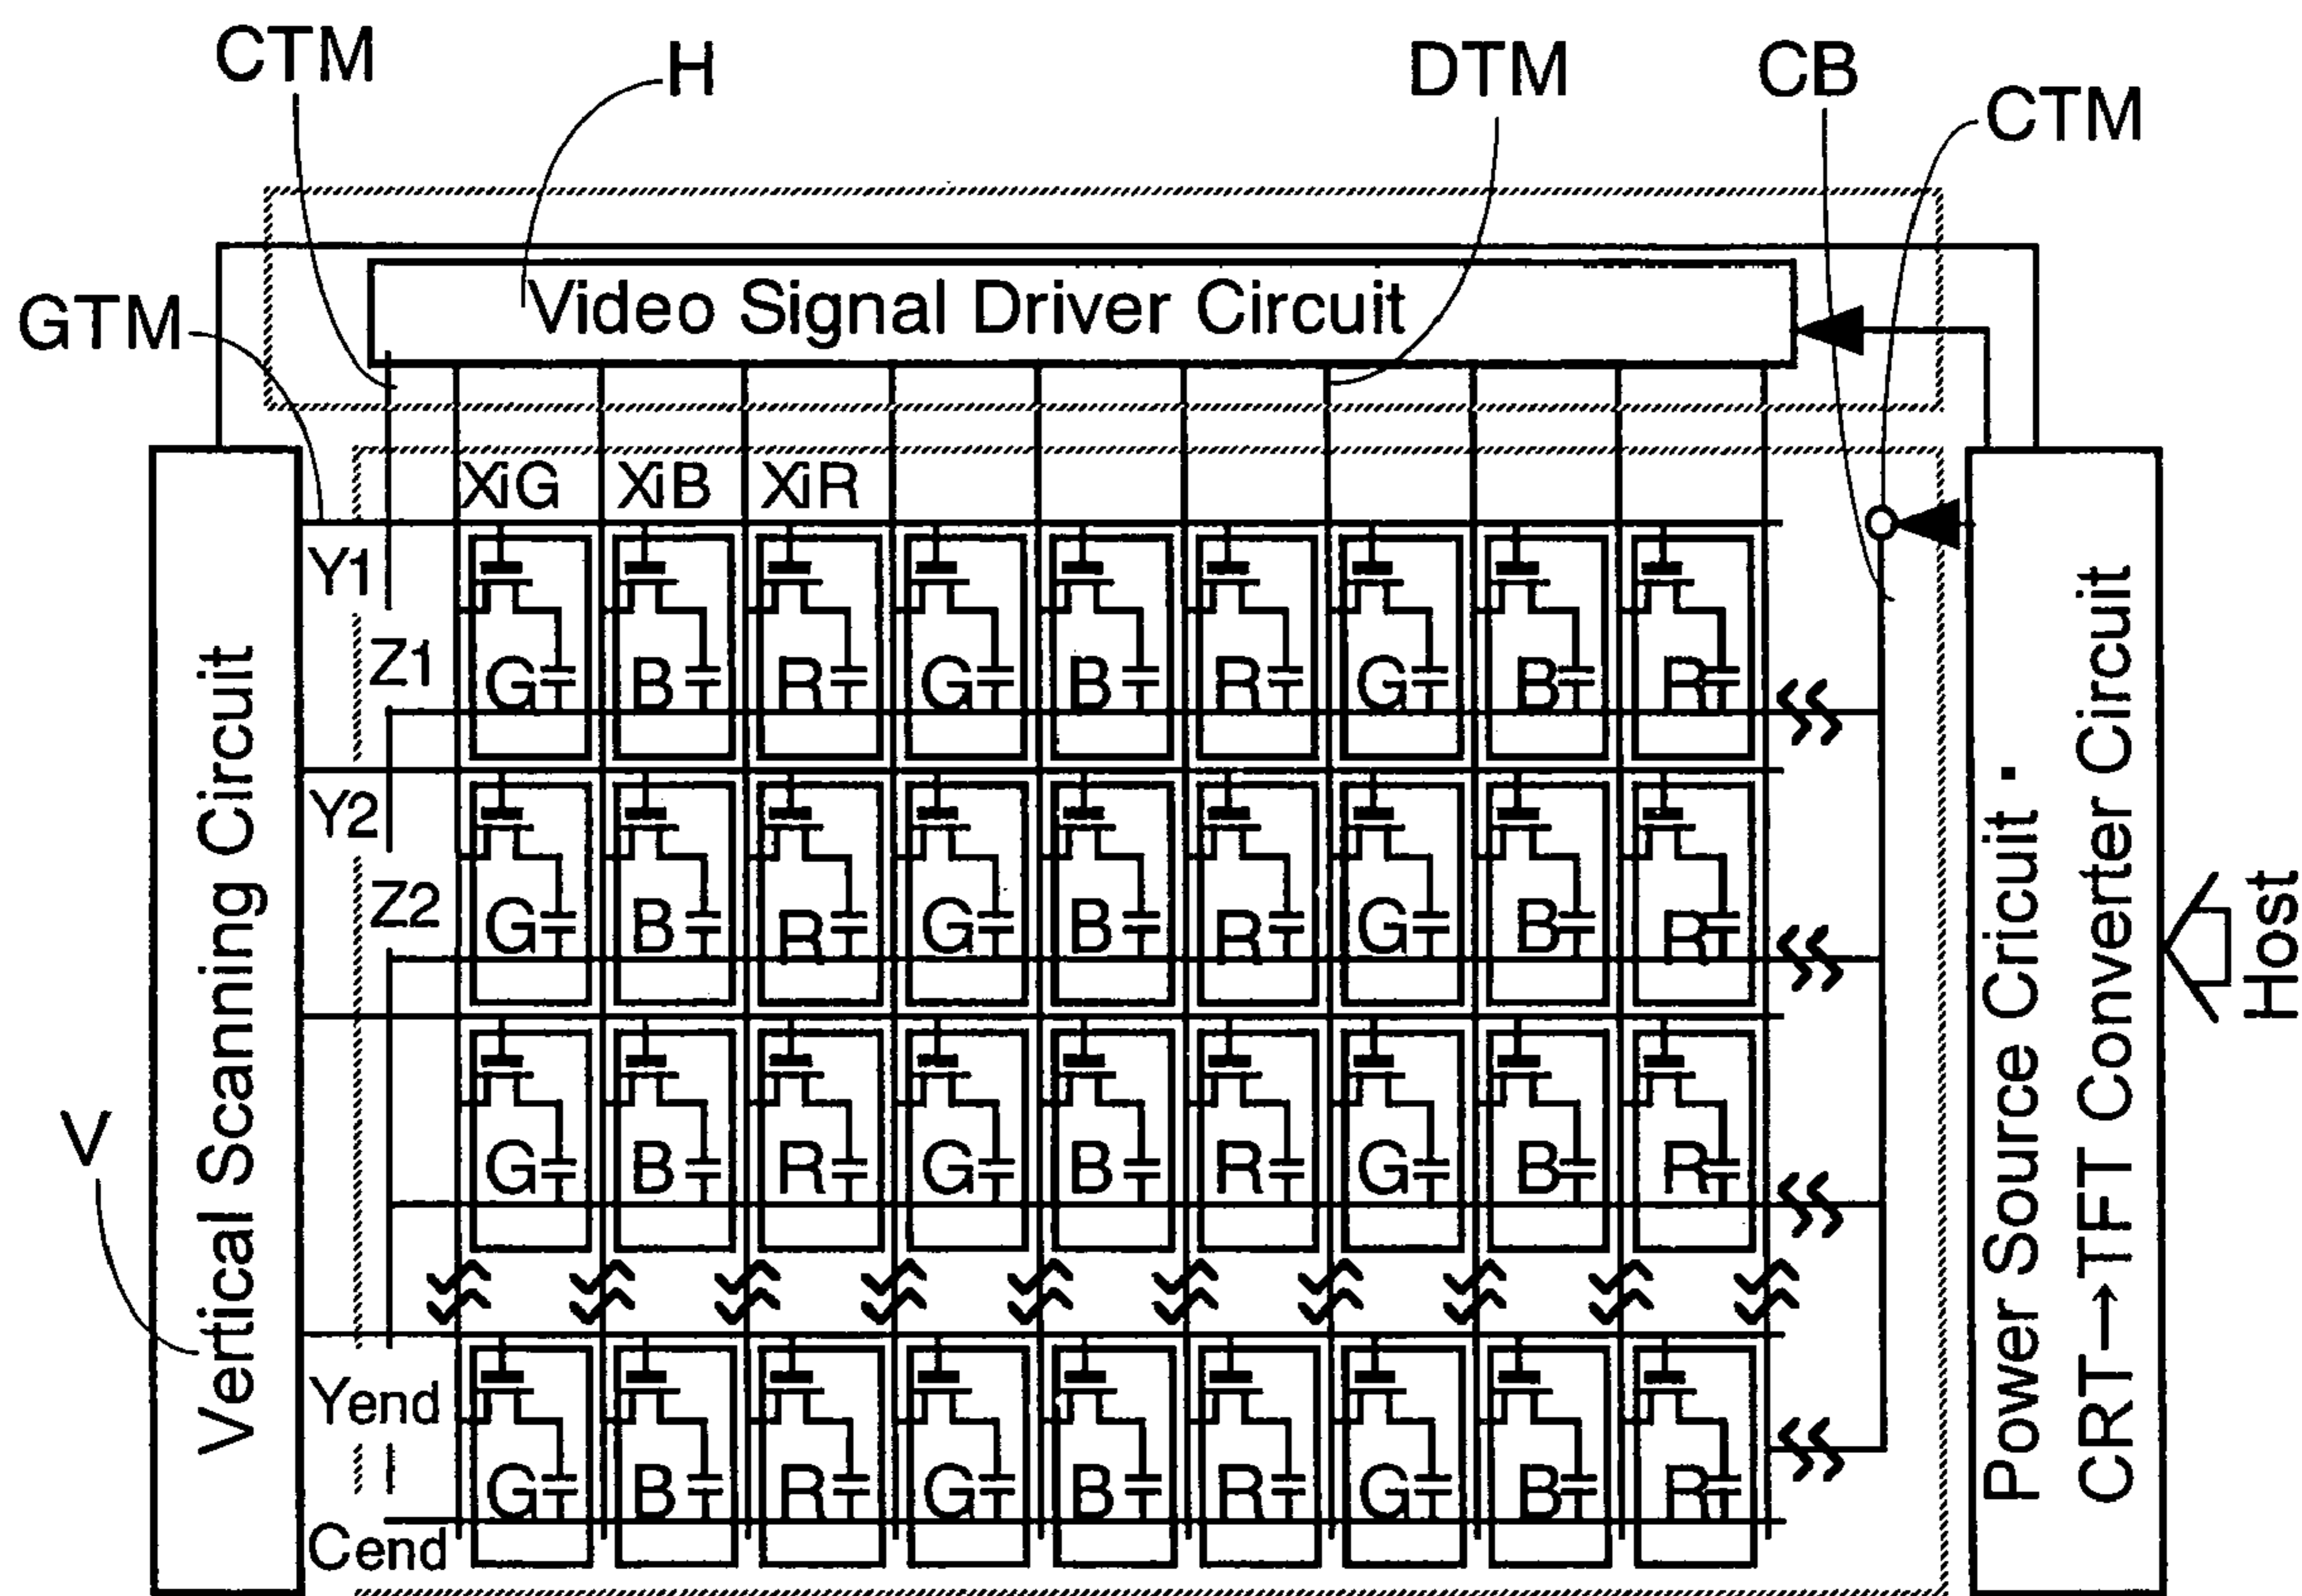 CTM
H
DTM
CB
CTM
Video Signal Driver Circuit
GTM
XiG XiB XiR
Y1
Z1
G B R G B R G B R
Y2
Z2
G B R G B R G B R
G B R G B R G B R
Yend
G B R G B R G B R
Cend
V
Vertical Scanning Circuit
Power Source Cricuit ·
CRT→TFT Converter Circuit
Host